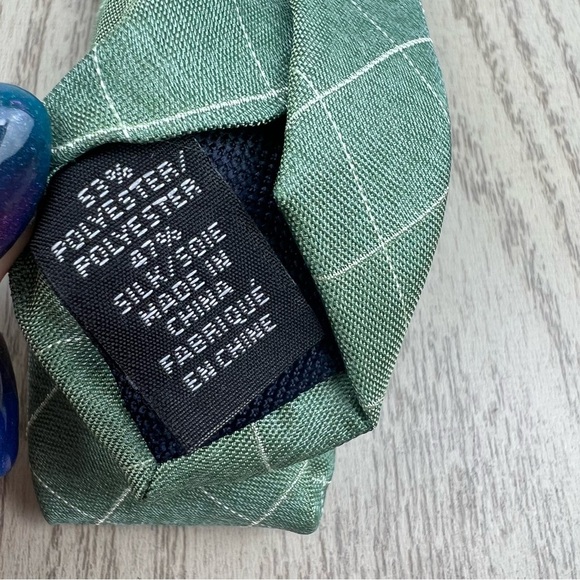 53%
POLYESTER/
POLYESTER
47%
SILK/SOIE
MADE IN
CHINA
FABRIQUÉ
EN CHINE